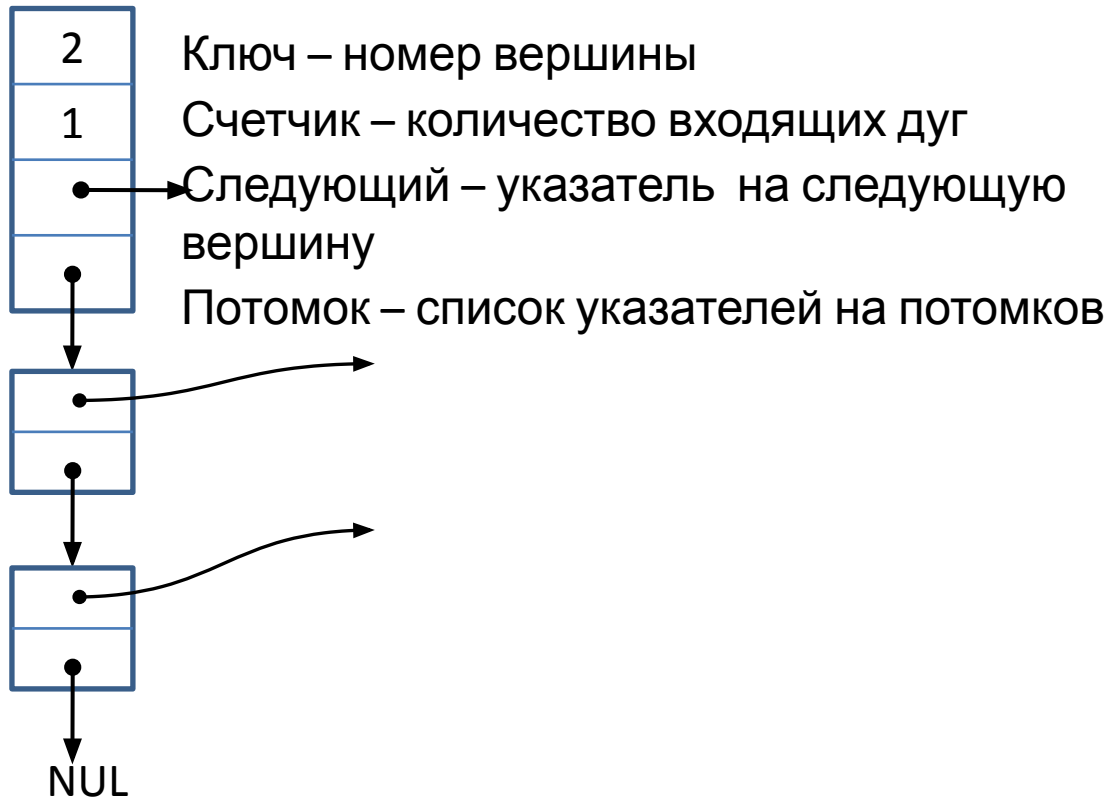 2
Ключ – номер вершины
1
Счетчик – количество входящих дуг
Следующий – указатель на следующую
вершину
Потомок – список указателей на потомков
NUL